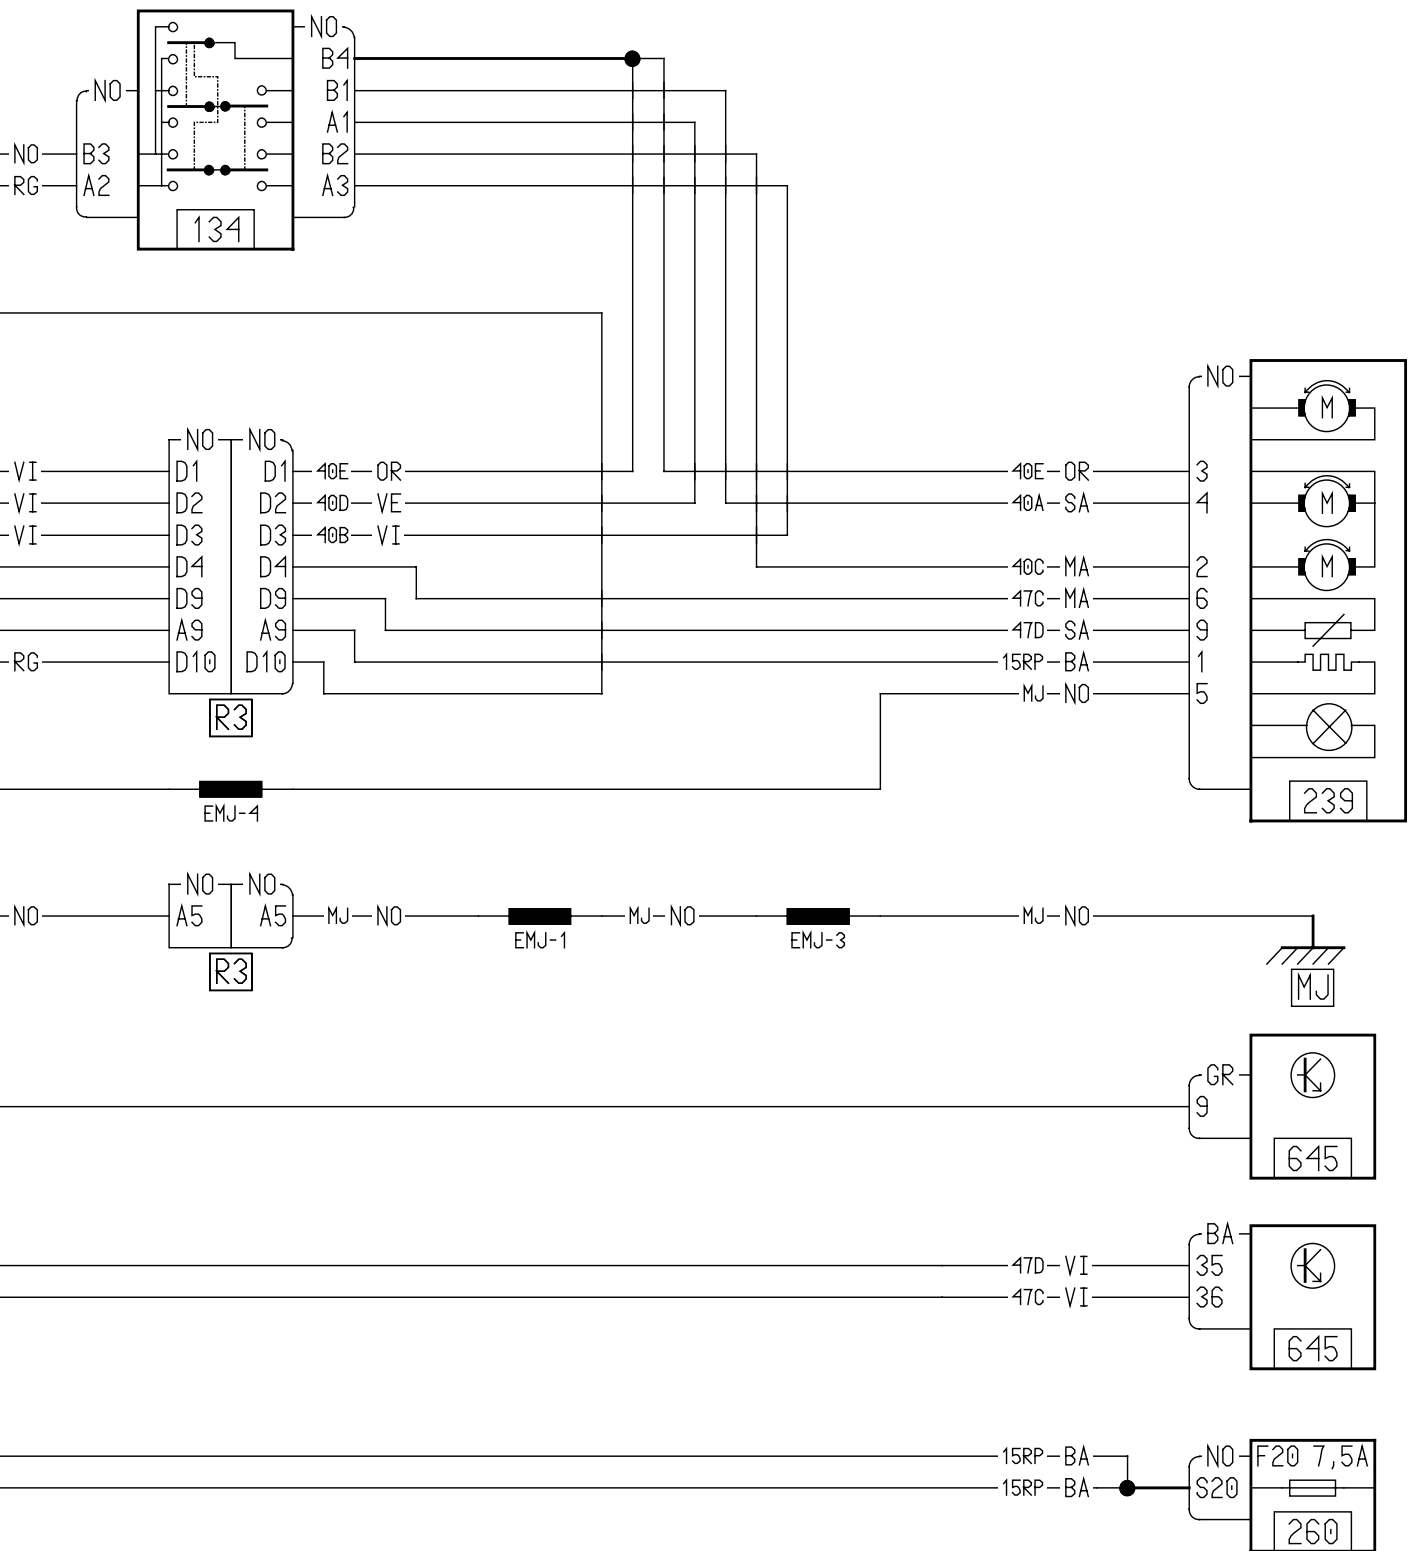 NO
B4
NO B1
A1
NO B3 B2
RG A2 A3
134
NO
NO NO
VI D1 D1 40E OR 40E OR 3
VI D2 D2 40D VE 40A SA 4
VI D3 D3 40B VI
D4 D4 40C MA 2
D9 D9 47C MA 6
A9 A9 47D SA 9
RG D10 D10 15RP BA 1
MJ NO 5
R3
239
EMJ-4
NO NO
NO A5 A5 MJ NO MJ NO MJ NO
EMJ-1 EMJ-3
R3 MJ
GR
9
645
BA
47D VI 35
47C VI 36
645
15RP BA NO F20 7,5A
15RP BA S20
260
M
M
M